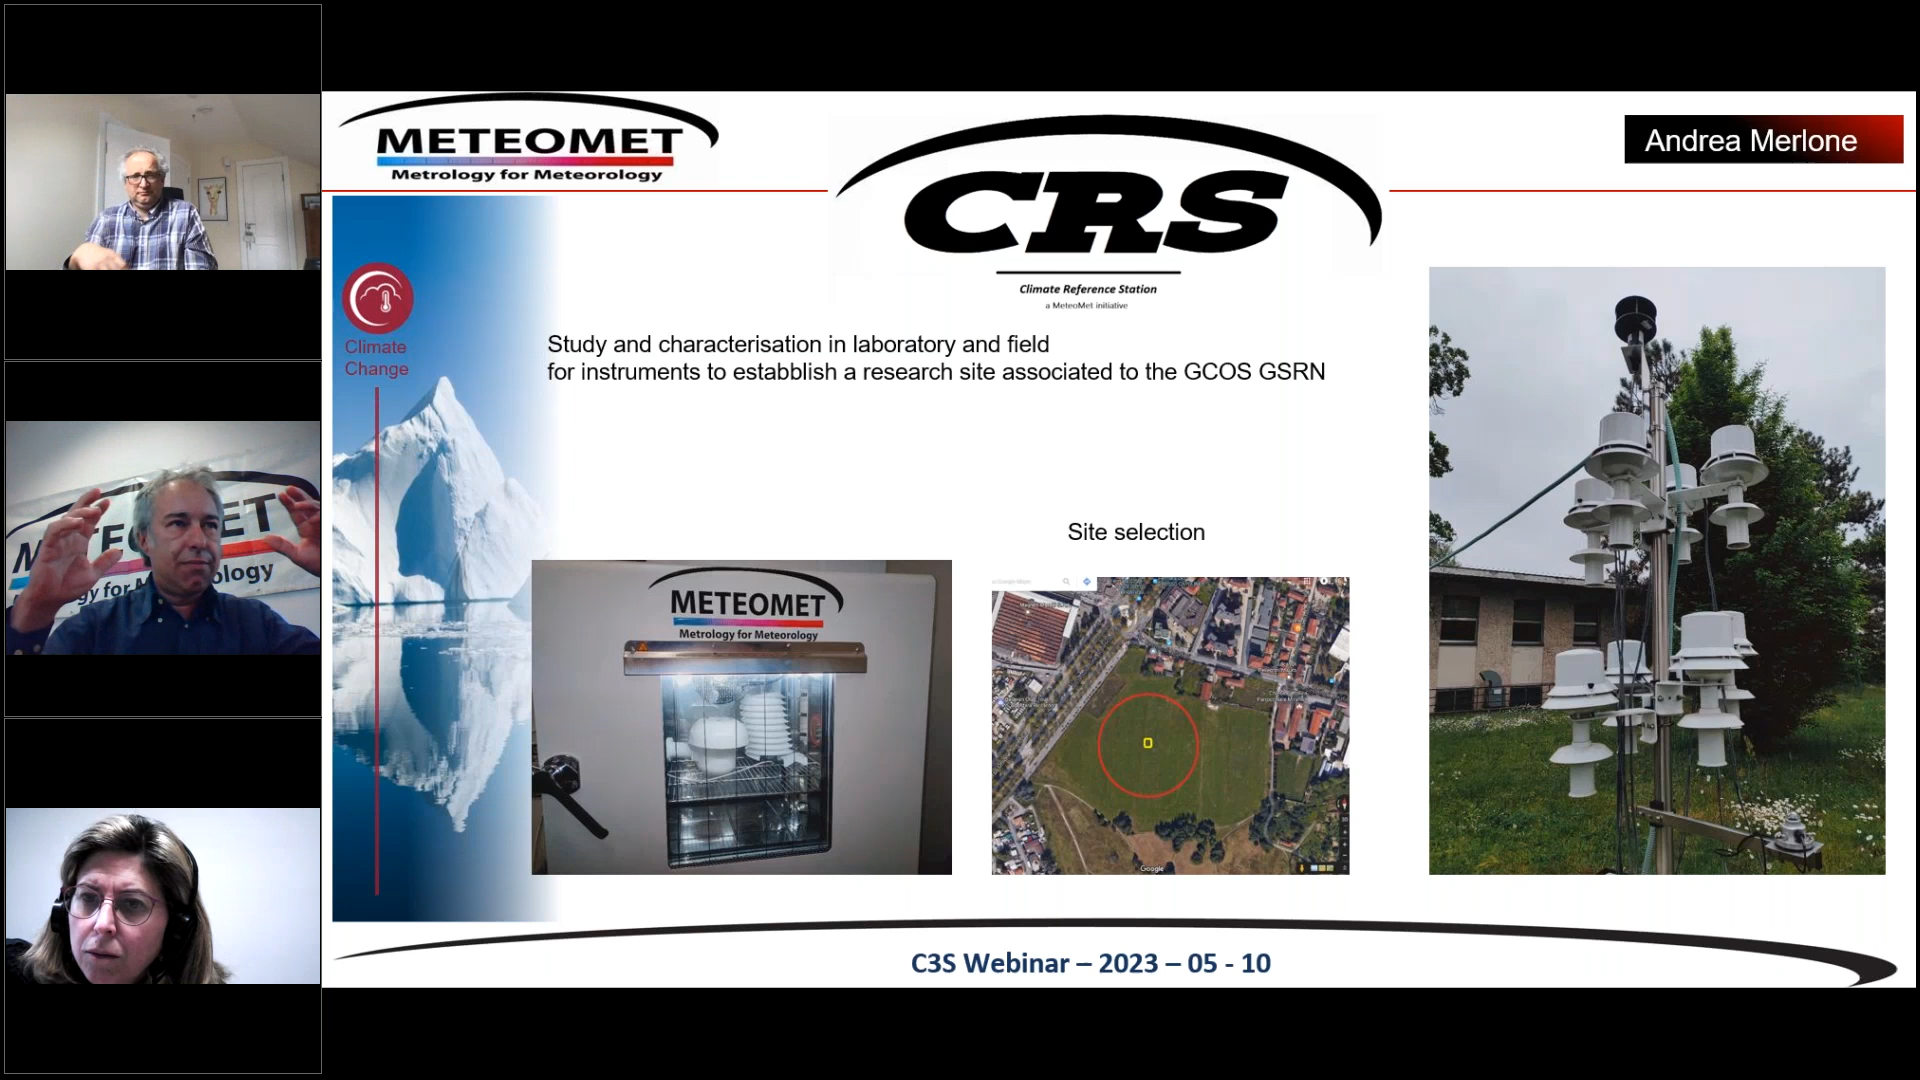 METEOMET
Metrology for Meteorology
CRS
Climate Reference Station
a MeteoMet initiative
Andrea Merlone
Climate
Change
Study and characterisation in laboratory and field
for instruments to estabblish a research site associated to the GCOS GSRN
Site selection
METEOMET
Metrology for Meteorology
Google
C3S Webinar – 2023 – 05 - 10